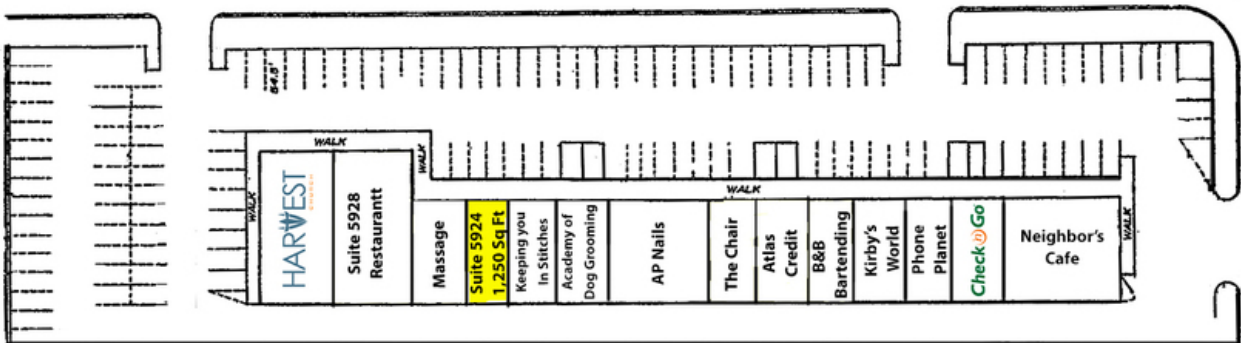 64.5'
WALK
WALK
WALK
HARVEST
CHURCH
Suite 5928
Restaurant
Massage
Suite 5924
1,250 Sq Ft
Keeping you
In Stitches
Academy of
Dog Grooming
AP Nails
The Chair
Atlas
Credit
B&B
Bartending
Kirby's
World
Phone
Planet
Check n Go
Neighbor's
Cafe
WALK
WALK